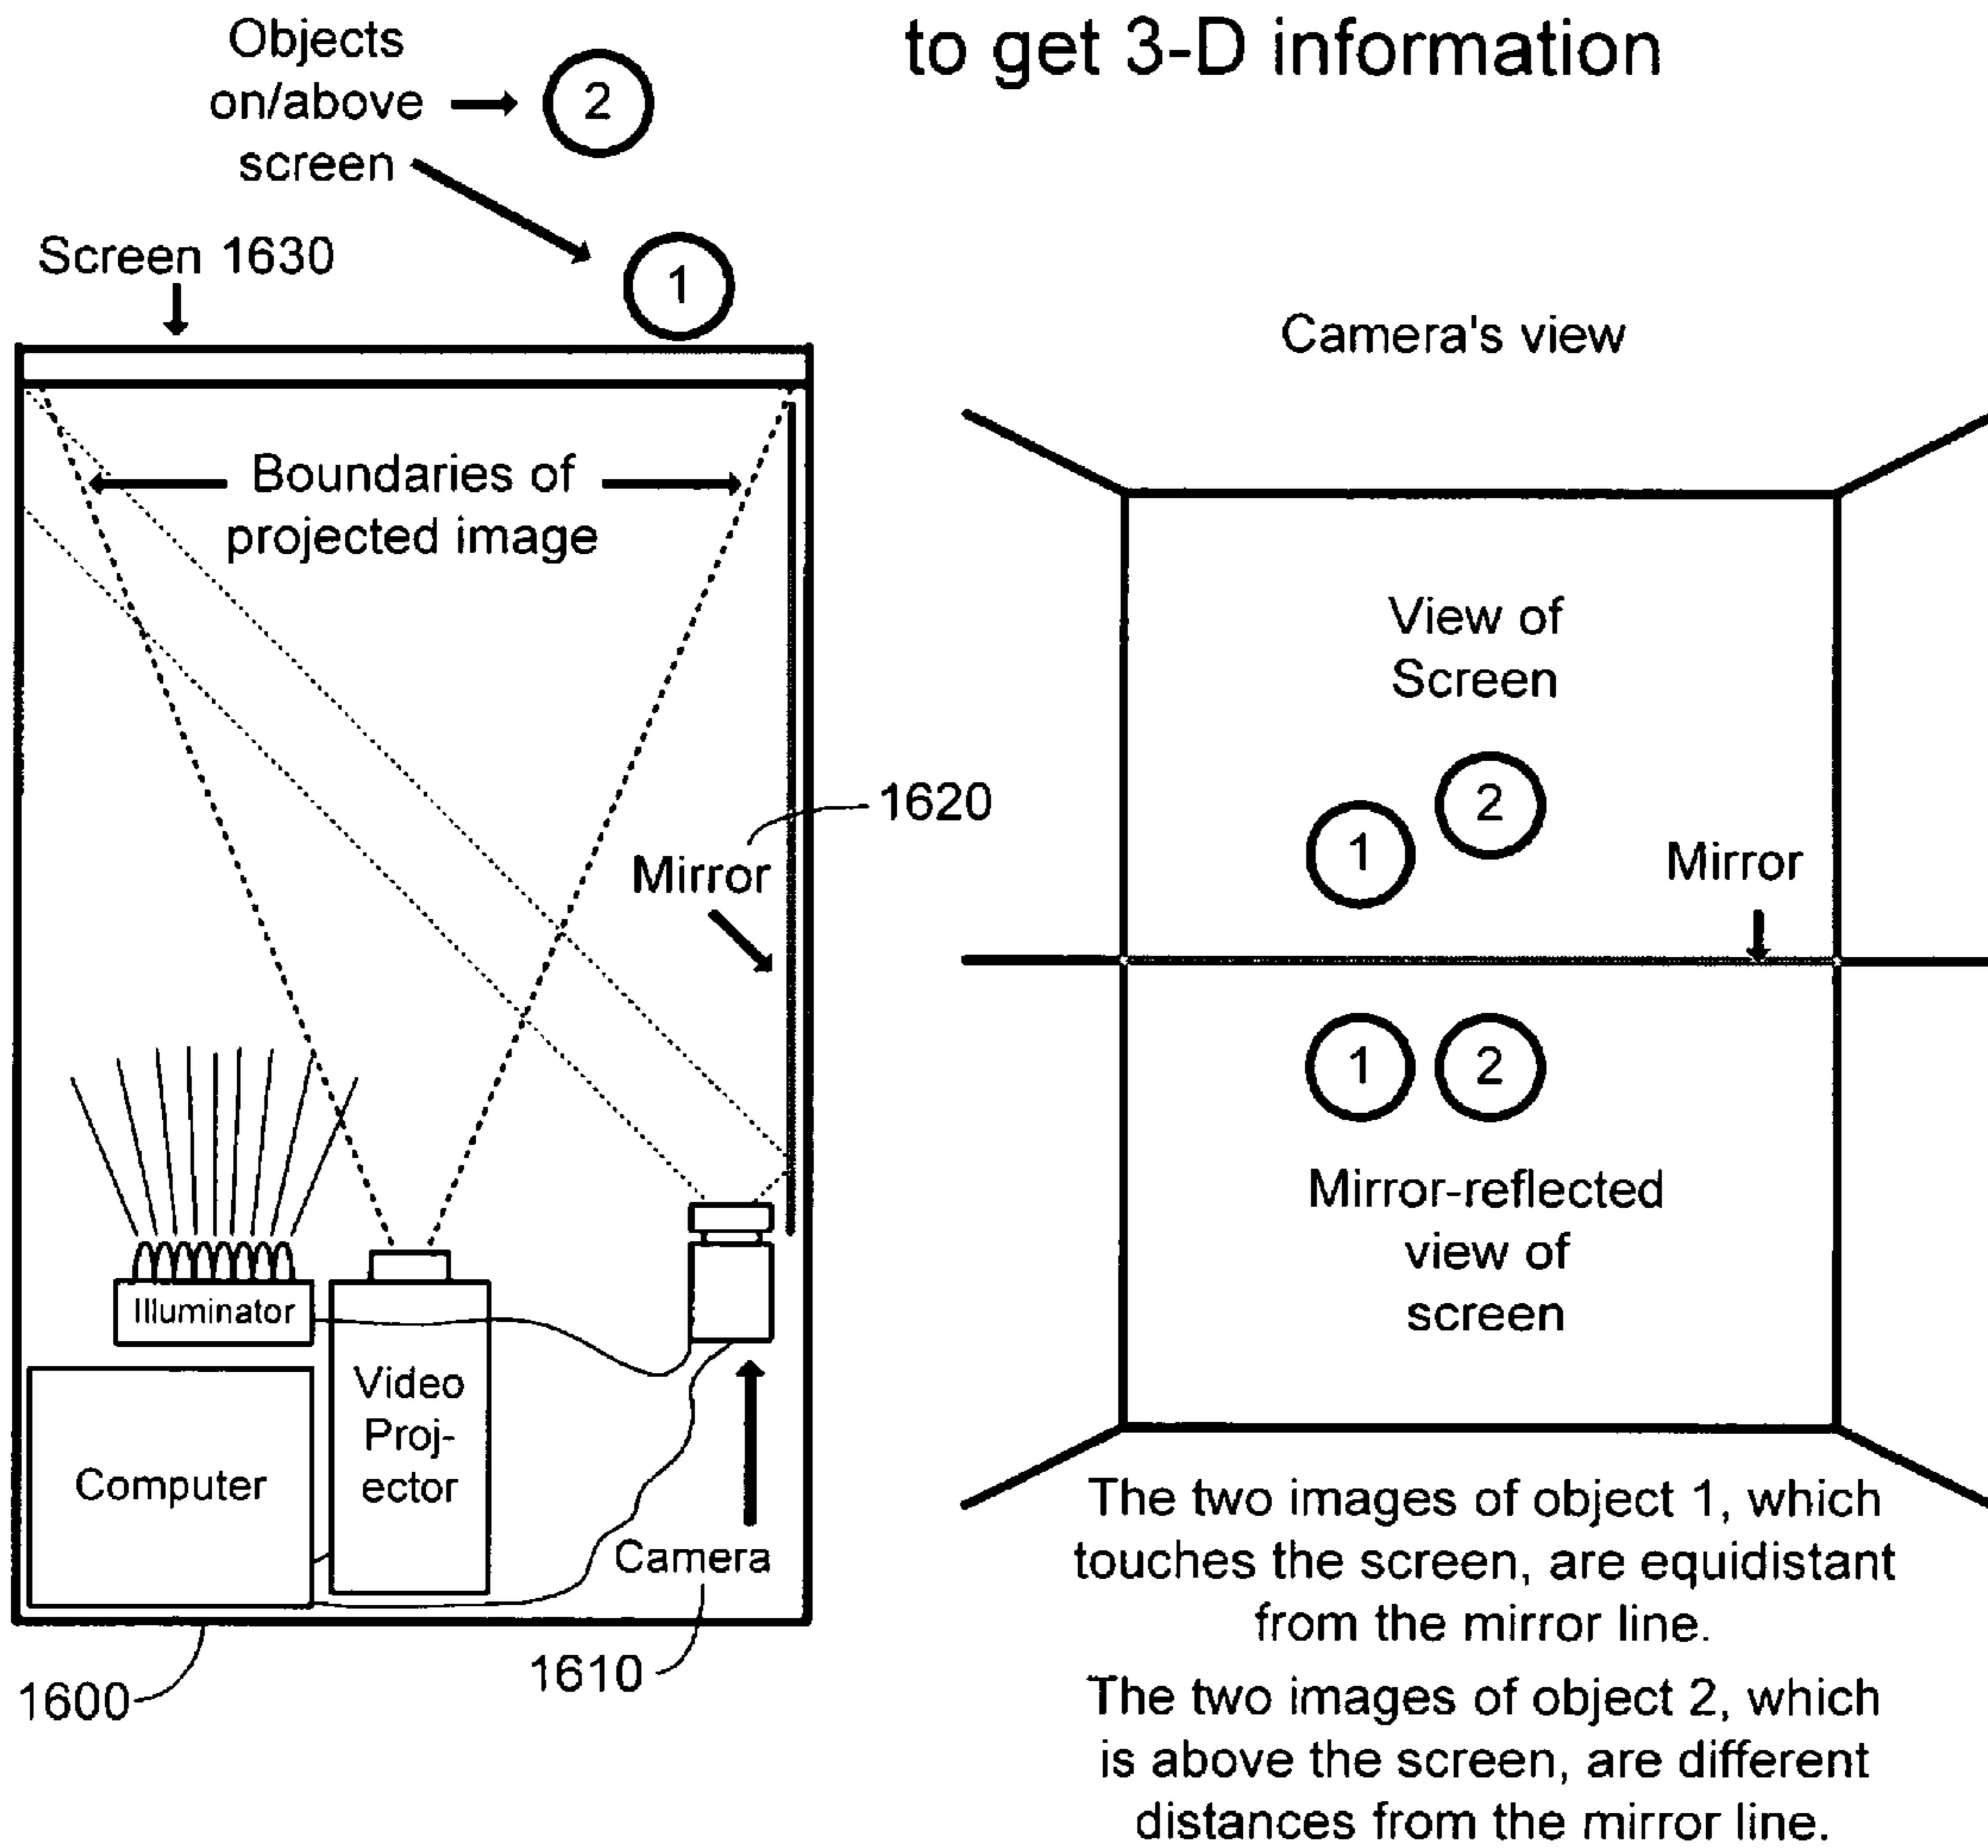 to get 3-D information
Objects
on/above
screen
2
1
Screen 1630
Boundaries of
projected image
1620
Mirror
Illuminator
Video
Proj-
ector
Computer
Camera
1610
1600
Camera's view
View of
Screen
2
1
Mirror
1
2
Mirror-reflected
view of
screen
The two images of object 1, which
touches the screen, are equidistant
from the mirror line.
The two images of object 2, which
is above the screen, are different
distances from the mirror line.